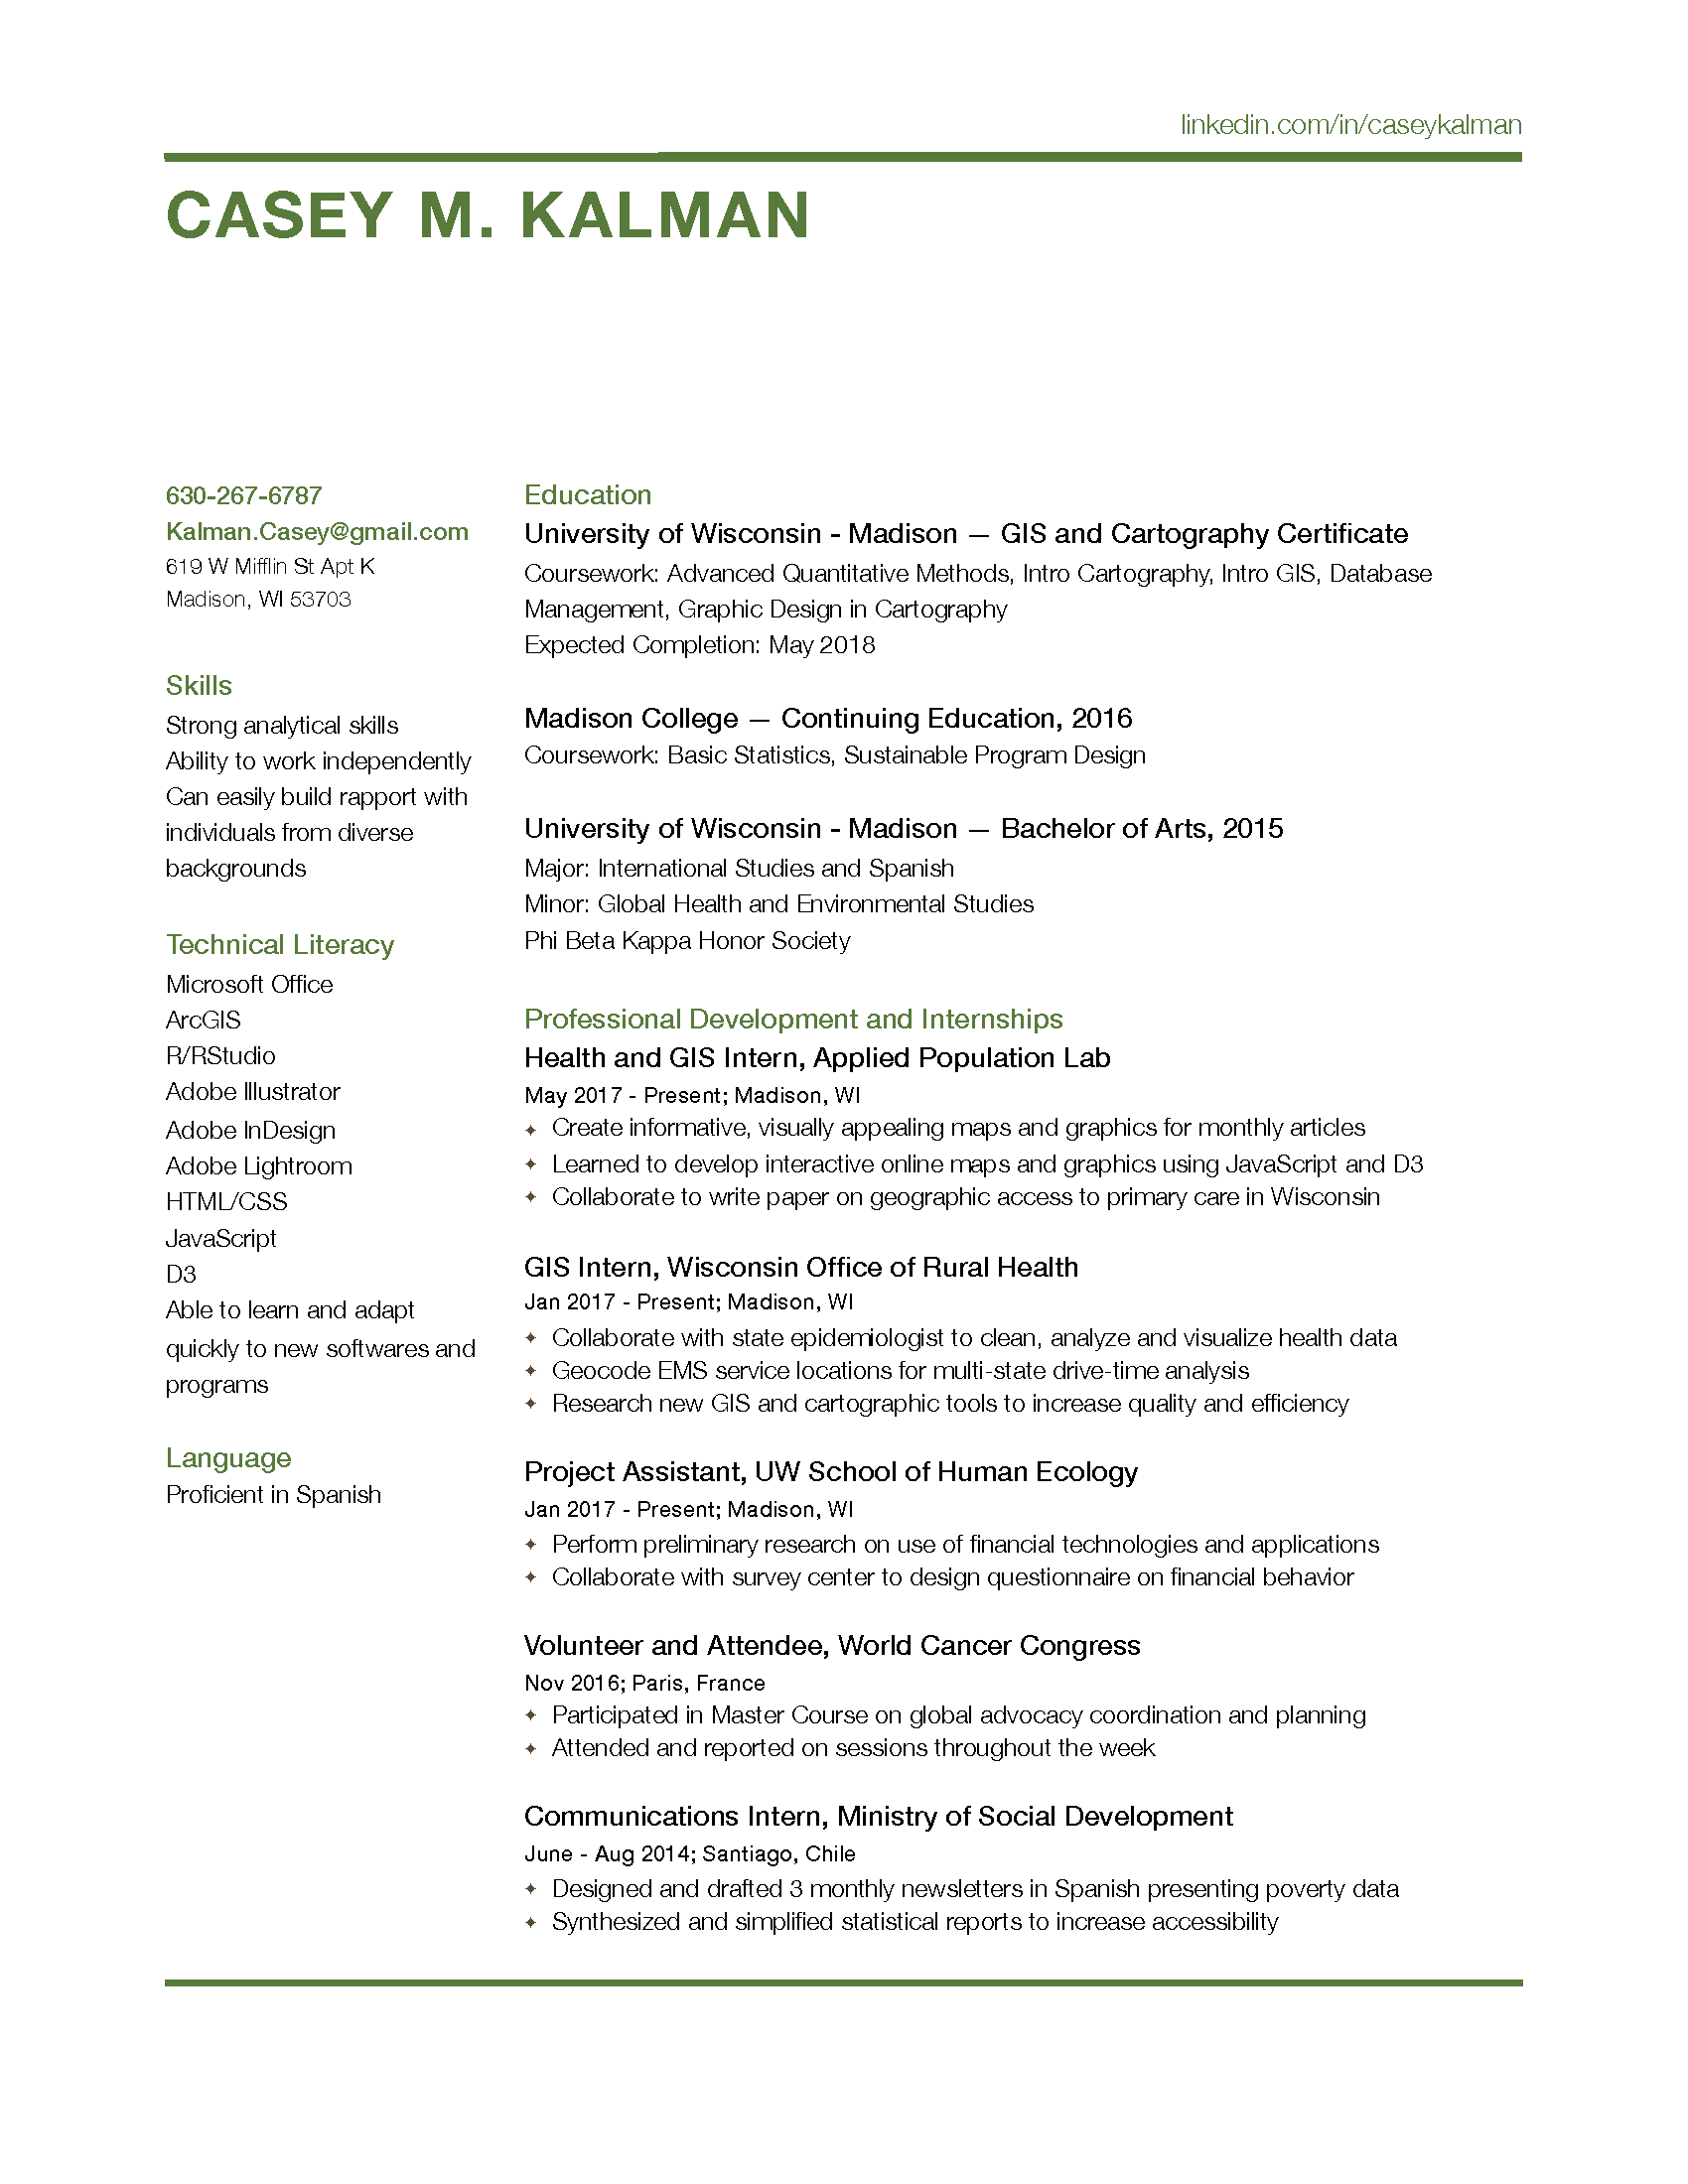 linkedin.com/in/caseykalman
CASEY M. KALMAN
630-267-6787
Kalman.Casey@gmail.com
619 W Mifflin St Apt K
Madison, WI 53703
Skills
Strong analytical skills
Ability to work independently
Can easily build rapport with
individuals from diverse
backgrounds
Technical Literacy
Microsoft Office
ArcGIS
R/RStudio
Adobe Illustrator
Adobe InDesign
Adobe Lightroom
HTML/CSS
JavaScript
D3
Able to learn and adapt
quickly to new softwares and
programs
Language
Proficient in Spanish
Education
University of Wisconsin - Madison — GIS and Cartography Certificate
Coursework: Advanced Quantitative Methods, Intro Cartography, Intro GIS, Database
Management, Graphic Design in Cartography
Expected Completion: May 2018
Madison College — Continuing Education, 2016
Coursework: Basic Statistics, Sustainable Program Design
University of Wisconsin - Madison — Bachelor of Arts, 2015
Major: International Studies and Spanish
Minor: Global Health and Environmental Studies
Phi Beta Kappa Honor Society
Professional Development and Internships
Health and GIS Intern, Applied Population Lab
May 2017 - Present; Madison, WI
✦ Create informative, visually appealing maps and graphics for monthly articles
✦ Learned to develop interactive online maps and graphics using JavaScript and D3
✦ Collaborate to write paper on geographic access to primary care in Wisconsin
GIS Intern, Wisconsin Office of Rural Health
Jan 2017 - Present; Madison, WI
✦ Collaborate with state epidemiologist to clean, analyze and visualize health data
✦ Geocode EMS service locations for multi-state drive-time analysis
✦ Research new GIS and cartographic tools to increase quality and efficiency
Project Assistant, UW School of Human Ecology
Jan 2017 - Present; Madison, WI
✦ Perform preliminary research on use of financial technologies and applications
✦ Collaborate with survey center to design questionnaire on financial behavior
Volunteer and Attendee, World Cancer Congress
Nov 2016; Paris, France
✦ Participated in Master Course on global advocacy coordination and planning
✦ Attended and reported on sessions throughout the week
Communications Intern, Ministry of Social Development
June - Aug 2014; Santiago, Chile
✦ Designed and drafted 3 monthly newsletters in Spanish presenting poverty data
✦ Synthesized and simplified statistical reports to increase accessibility